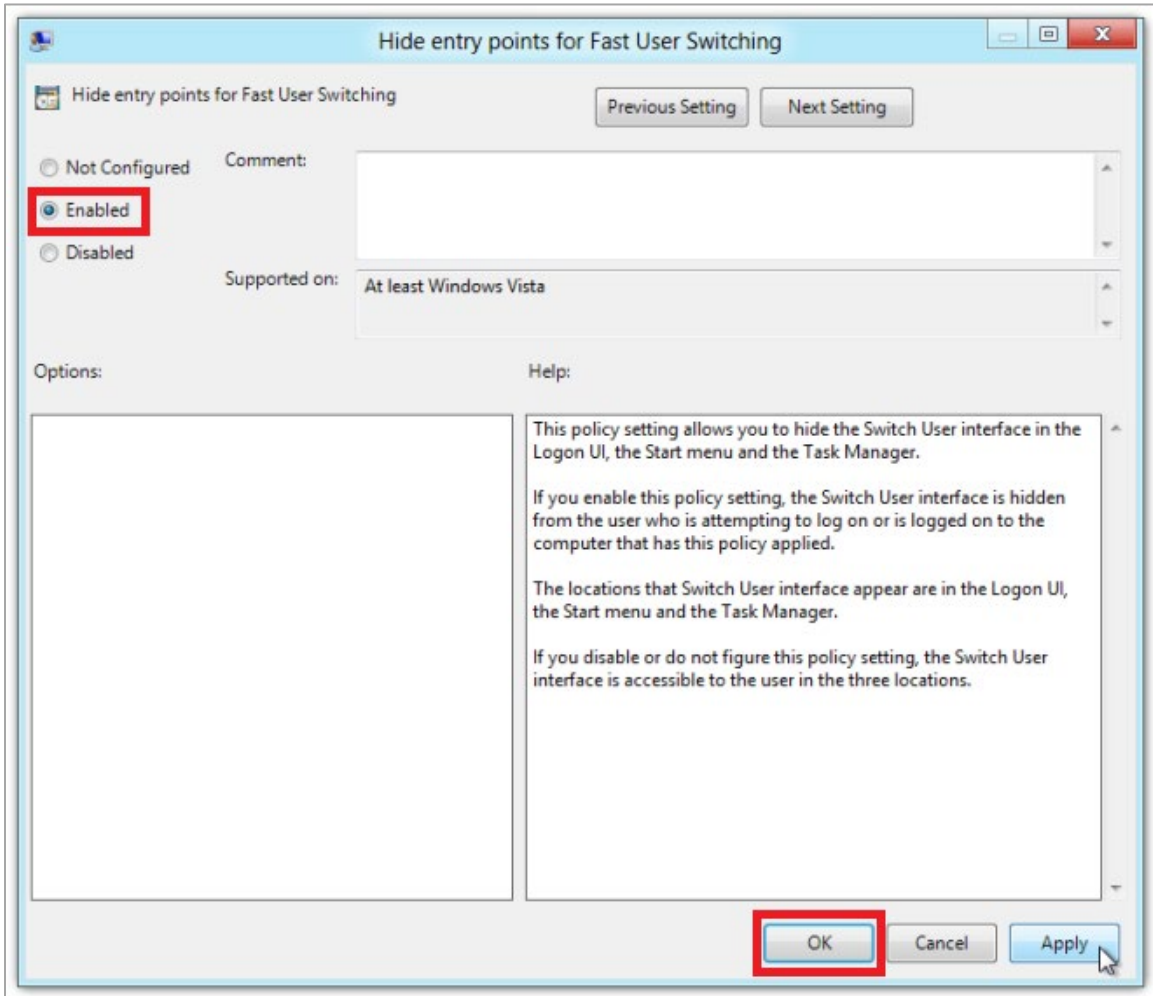 Hide entry points for Fast User Switching
Hide entry points for Fast User Switching
Previous Setting
Next Setting
Not Configured
Comment:
Enabled
Disabled
Supported on:
At least Windows Vista
Options:
Help:
This policy setting allows you to hide the Switch User interface in the
Logon UI, the Start menu and the Task Manager.
If you enable this policy setting, the Switch User interface is hidden
from the user who is attempting to log on or is logged on to the
computer that has this policy applied.
The locations that Switch User interface appear are in the Logon UI,
the Start menu and the Task Manager.
If you disable or do not figure this policy setting, the Switch User
interface is accessible to the user in the three locations.
OK
Cancel
Apply